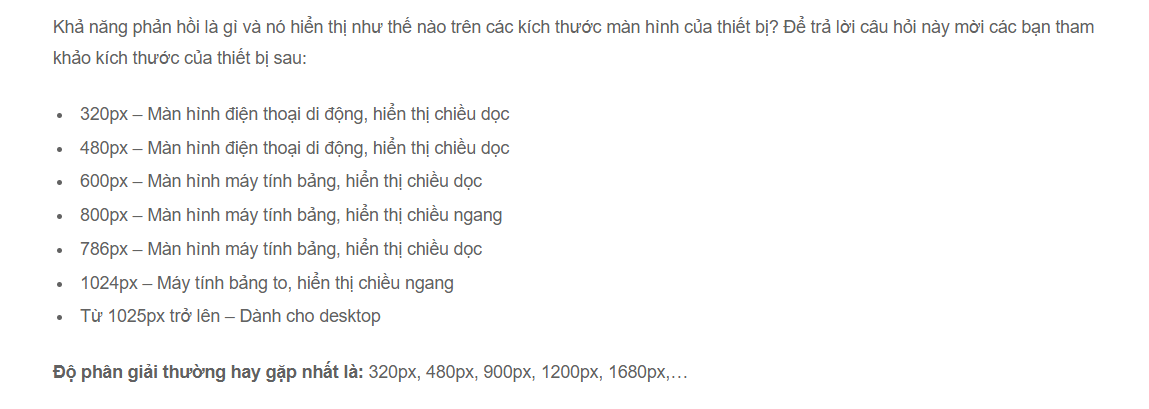 Khả năng phản hồi là gì và nó hiển thị như thế nào trên các kích thước màn hình của thiết bị? Để trả lời câu hỏi này mời các bạn tham
khảo kích thước của thiết bị sau:
• 320px – Màn hình điện thoại di động, hiển thị chiều dọc
• 480px – Màn hình điện thoại di động, hiển thị chiều dọc
• 600px – Màn hình máy tính bảng, hiển thị chiều dọc
• 800px – Màn hình máy tính bảng, hiển thị chiều ngang
• 786px – Màn hình máy tính bảng, hiển thị chiều dọc
• 1024px – Máy tính bảng to, hiển thị chiều ngang
• Từ 1025px trở lên – Dành cho desktop
Độ phân giải thường hay gặp nhất là: 320px, 480px, 900px, 1200px, 1680px,…